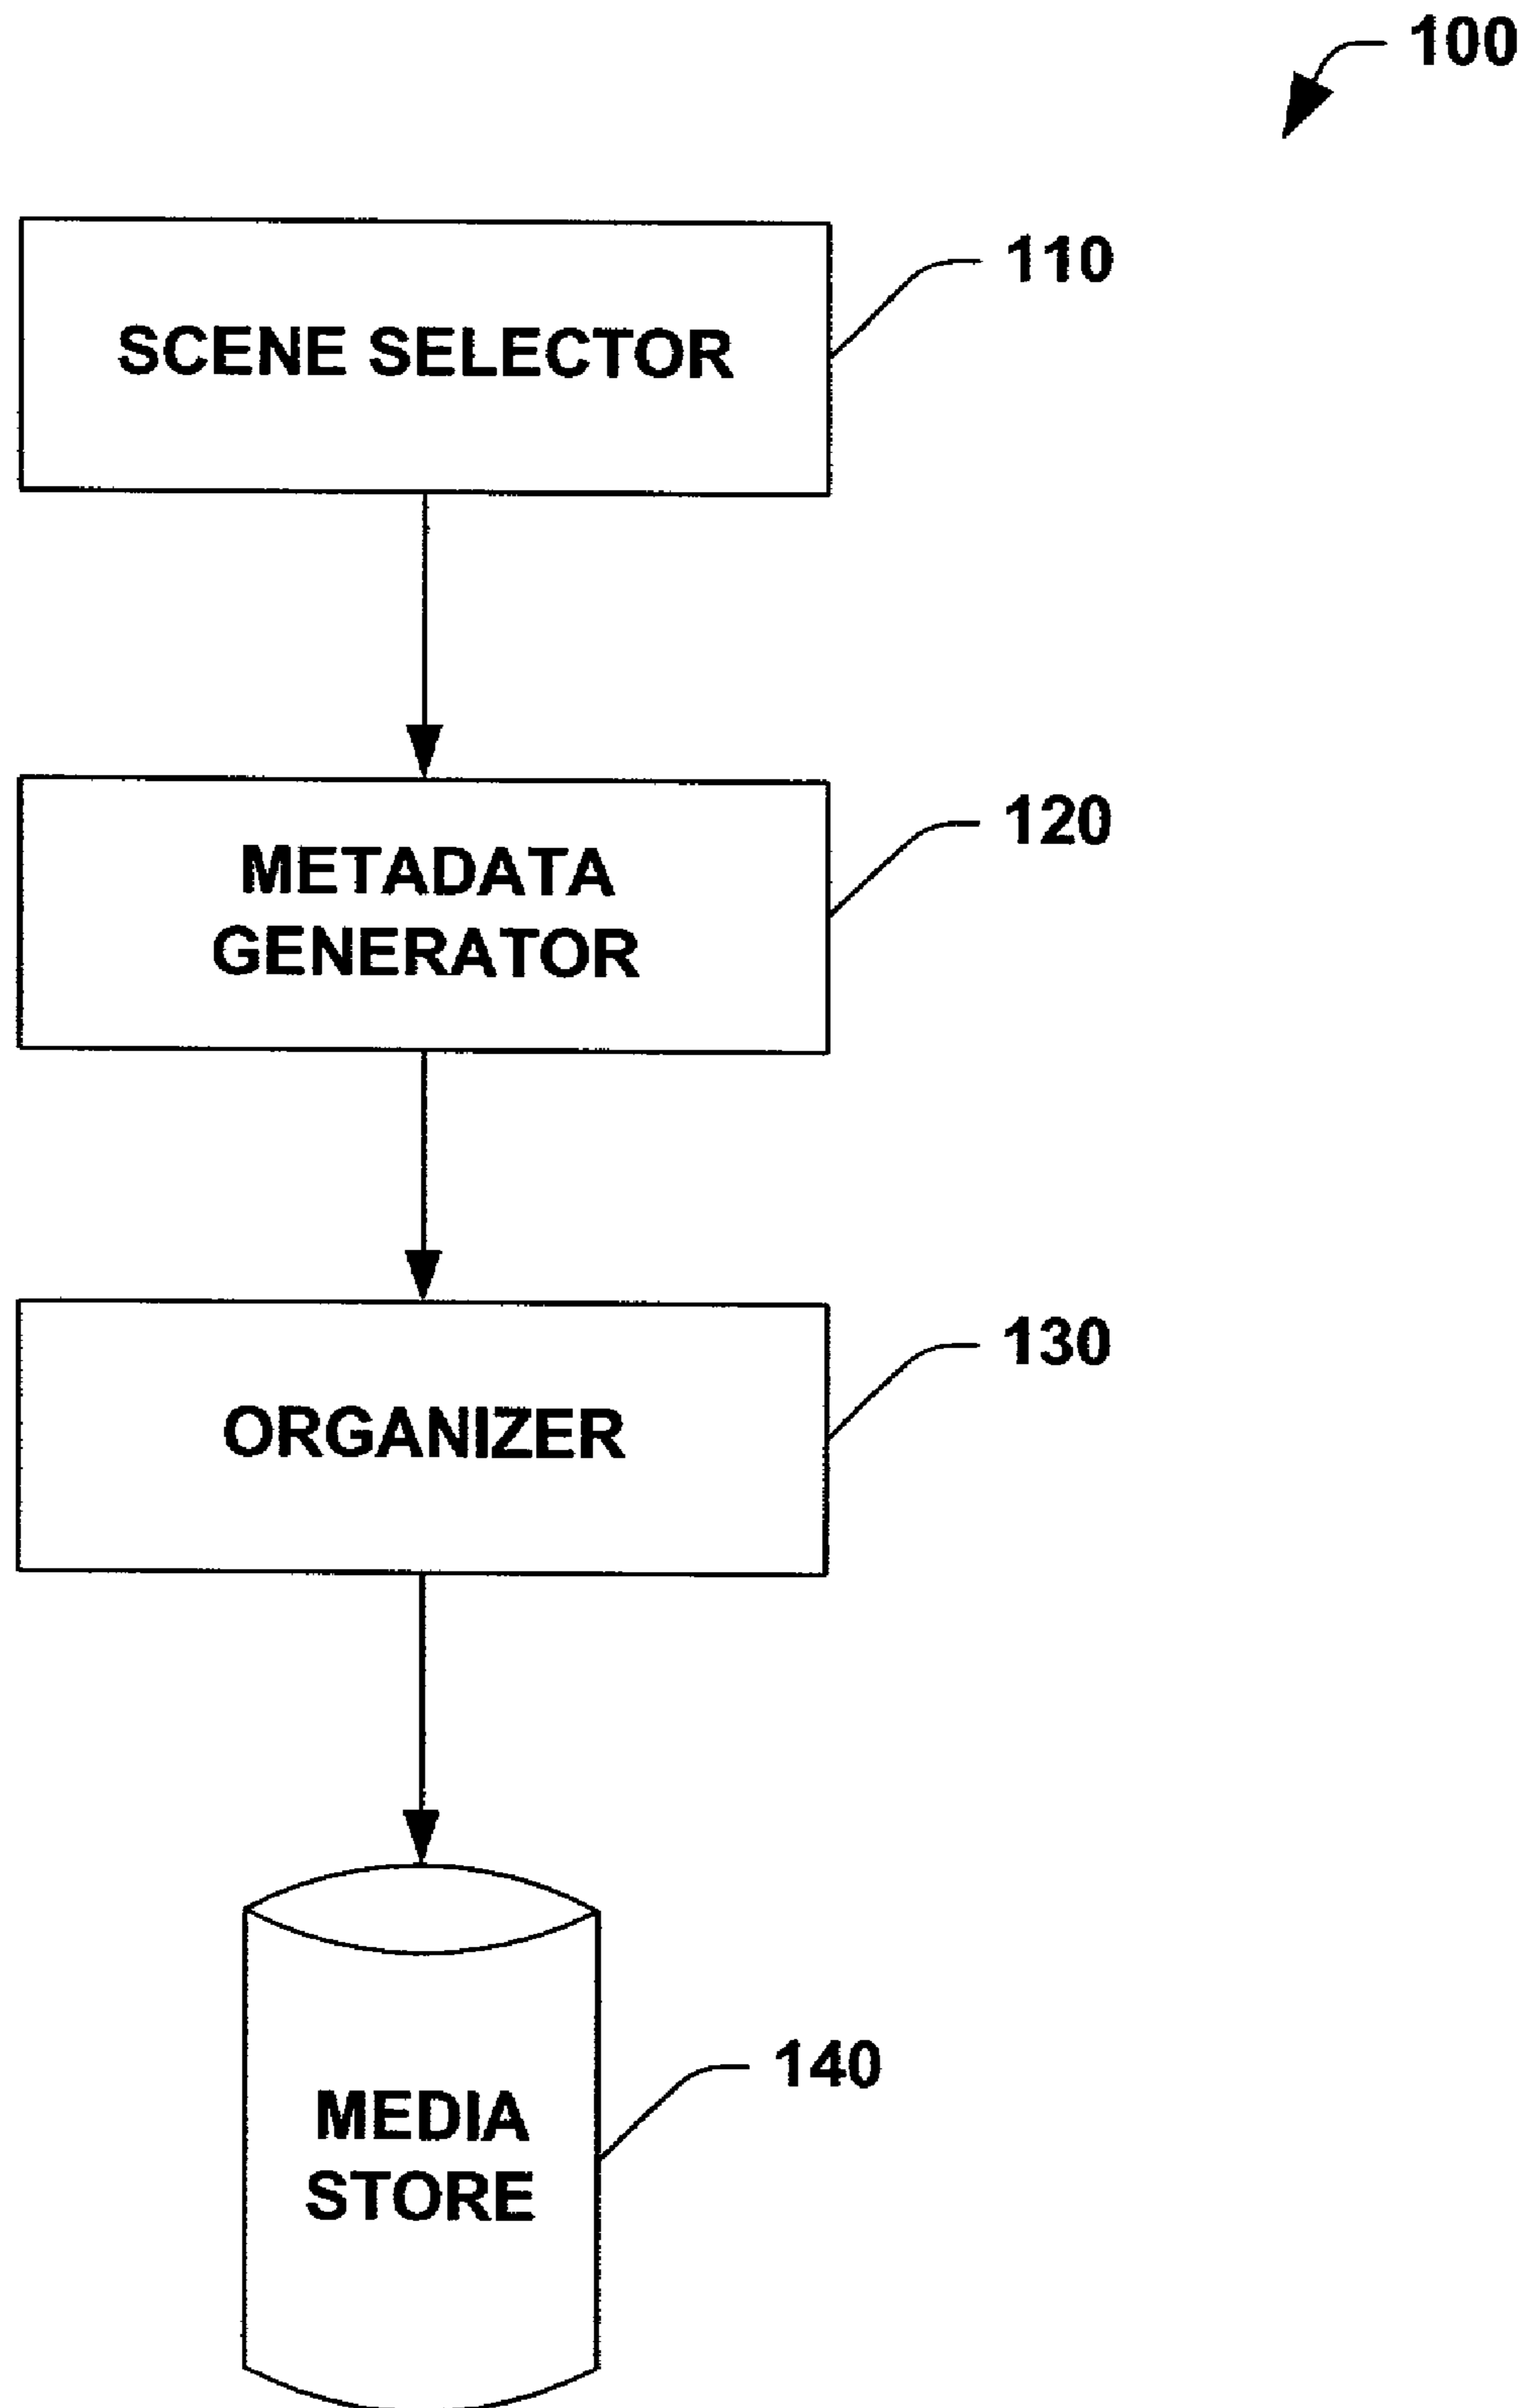 100
SCENE SELECTOR
110
METADATA
GENERATOR
120
ORGANIZER
130
MEDIA
STORE
140